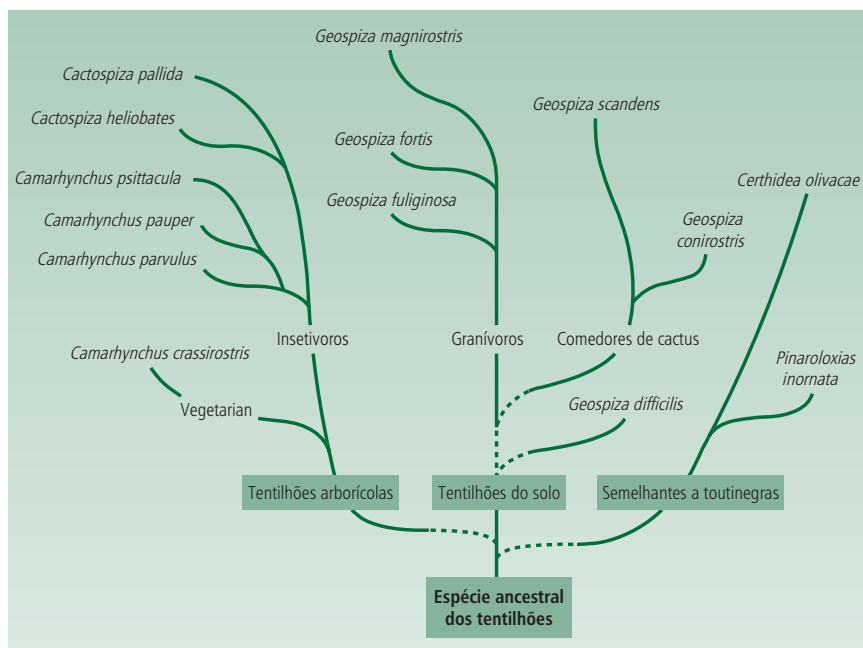 Geospiza magnirostris
Cactospiza pallida
Geospiza scandens
Cactospiza heliobates
Geospiza fortis
Camarhynchus psittacula
Certhidea olivacae
Geospiza fuliginosa
Camarhynchus pauper
Geospiza
conirostris
Camarhynchus parvulus
Insetivoros
Granívoros
Comedores de cactus
Camarhynchus crassirostris
Pinaroloxias
inornata
Vegetarian
Geospiza difficilis
Tentilhões arborícolas
Tentilhões do solo
Semelhantes a toutinegras
Espécie ancestral
dos tentilhões